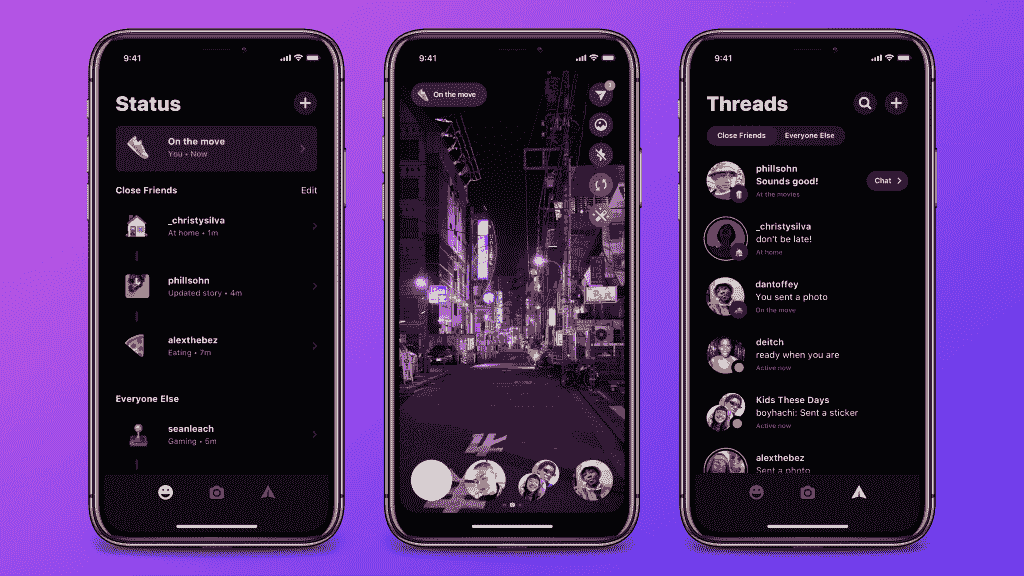 9:41
Status
On the move
You • Now
Close Friends
Edit
_christysilva
At home • 1m
phillsohn
Updated story • 4m
alexthebez
Eating • 7m
Everyone Else
seanleach
Gaming • 5m
9:41
On the move
9:41
Threads
Close Friends
Everyone Else
phillsohn
Sounds good!
At the movies
Chat
_christysilva
don't be late!
At home
dantoffey
You sent a photo
On the move
deitch
ready when you are
Active now
Kids These Days
boyhachi: Sent a sticker
Active now
alexthebez
Sent a photo